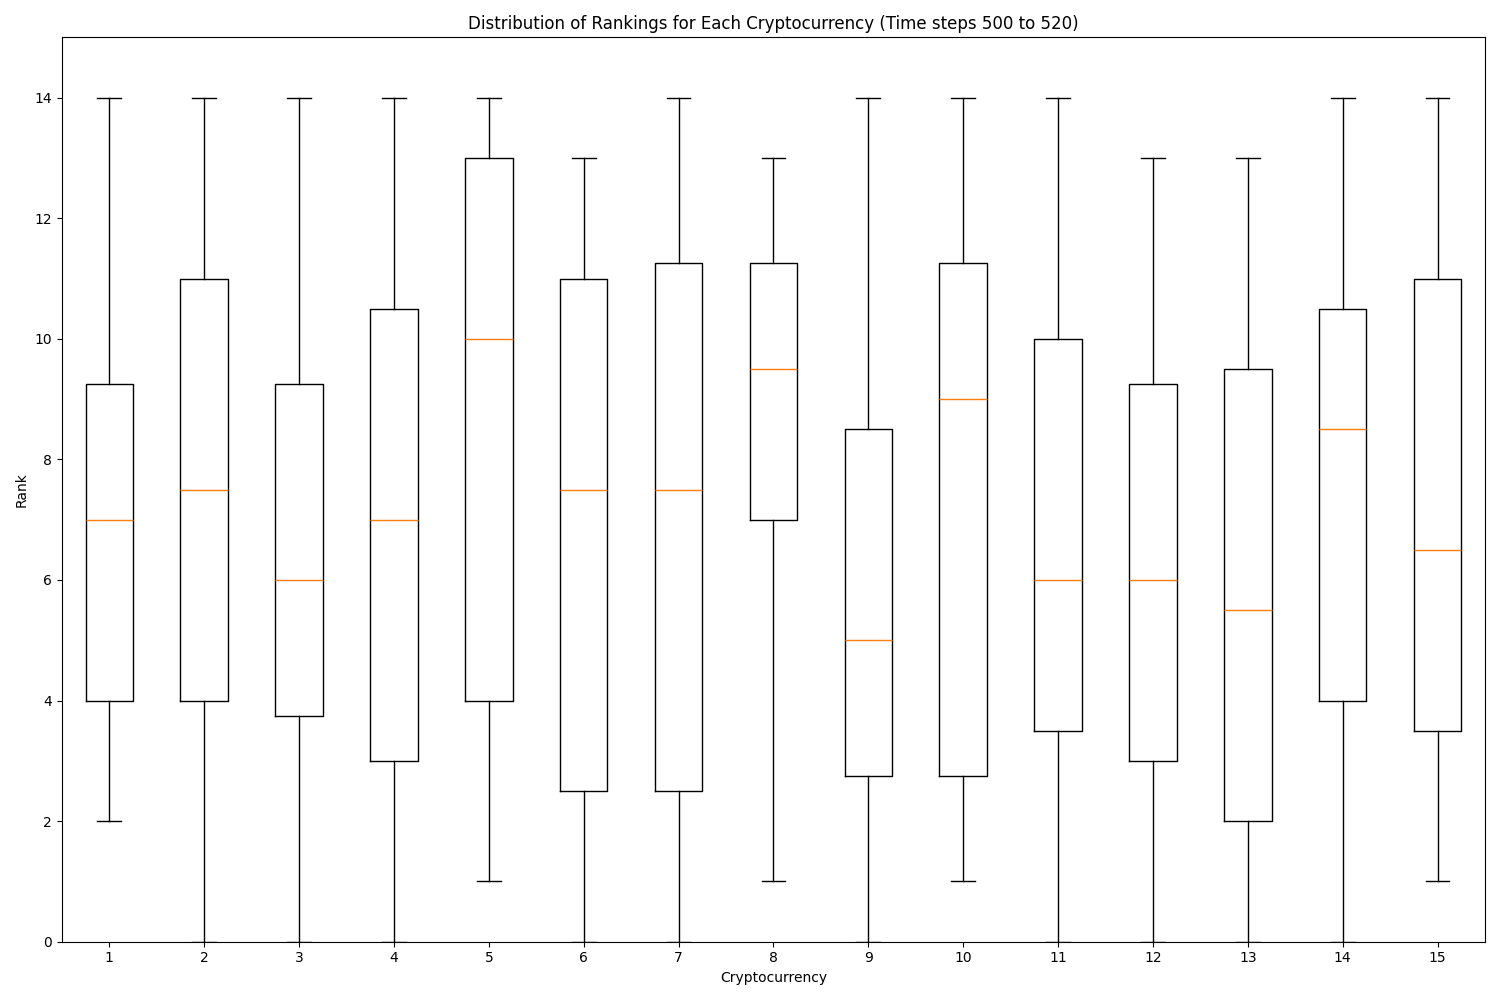 Distribution of Rankings for Each Cryptocurrency (Time steps 500 to 520)
14
12
10
8
6
4
2
0
Rank
1 2 3 4 5 6 7 8 9 10 11 12 13 14 15
Cryptocurrency